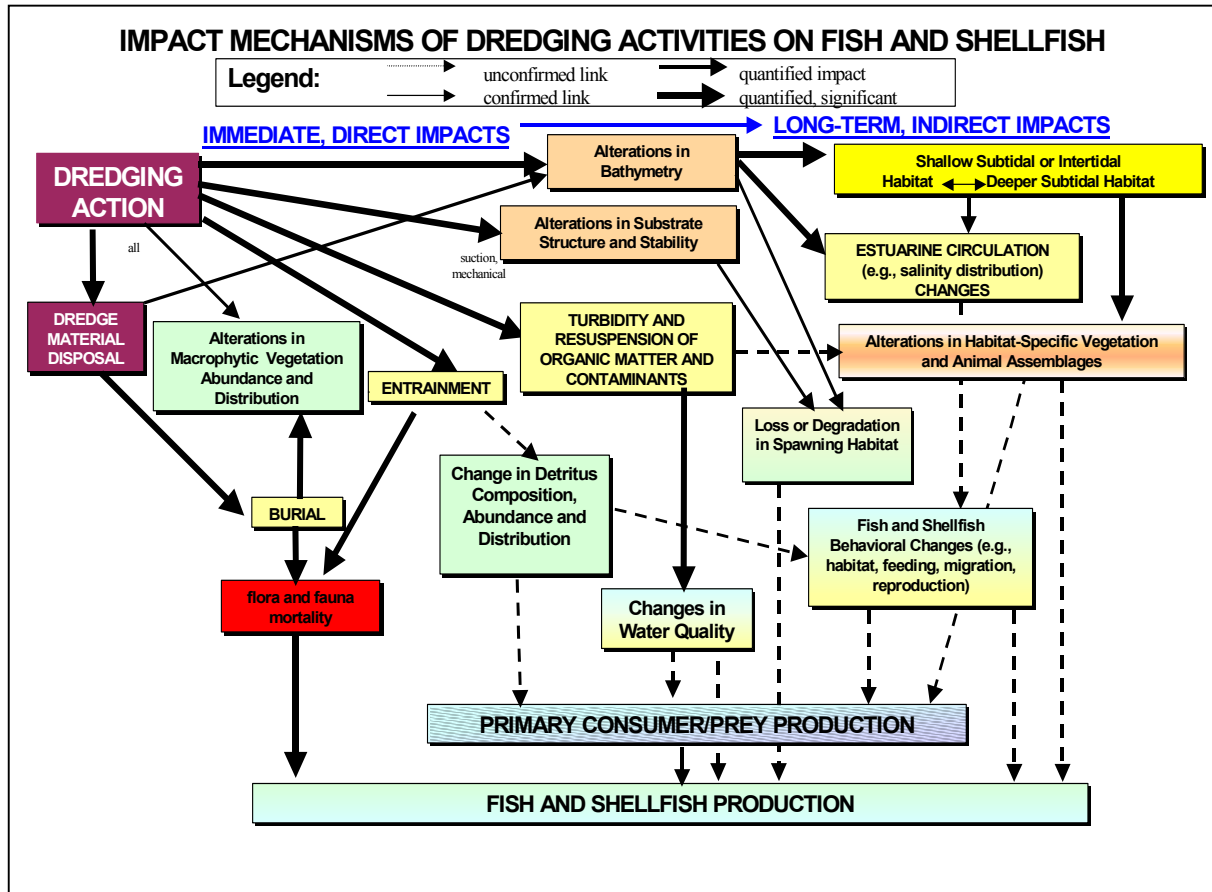 IMPACT MECHANISMS OF DREDGING ACTIVITIES ON FISH AND SHELLFISH
Legend:
unconfirmed link
quantified impact
confirmed link
quantified, significant
IMMEDIATE, DIRECT IMPACTS
LONG-TERM, INDIRECT IMPACTS
DREDGING
ACTION
Alterations in
Bathymetry
Shallow Subtidal or Intertidal
Habitat
Deeper Subtidal Habitat
all
Alterations in Substrate
Structure and Stability
suction,
mechanical
ESTUARINE CIRCULATION
(e.g., salinity distribution)
CHANGES
DREDGE
MATERIAL
DISPOSAL
Alterations in
Macrophytic Vegetation
Abundance and
Distribution
ENTRAINMENT
TURBIDITY AND
RESUSPENSION OF
ORGANIC MATTER AND
CONTAMINANTS
Alterations in Habitat-Specific Vegetation
and Animal Assemblages
Loss or Degradation
in Spawning Habitat
Change in Detritus
Composition,
Abundance and
Distribution
BURIAL
Fish and Shellfish
Behavioral Changes (e.g.,
habitat, feeding, migration,
reproduction)
flora and fauna
mortality
Changes in
Water Quality
PRIMARY CONSUMER/PREY PRODUCTION
FISH AND SHELLFISH PRODUCTION